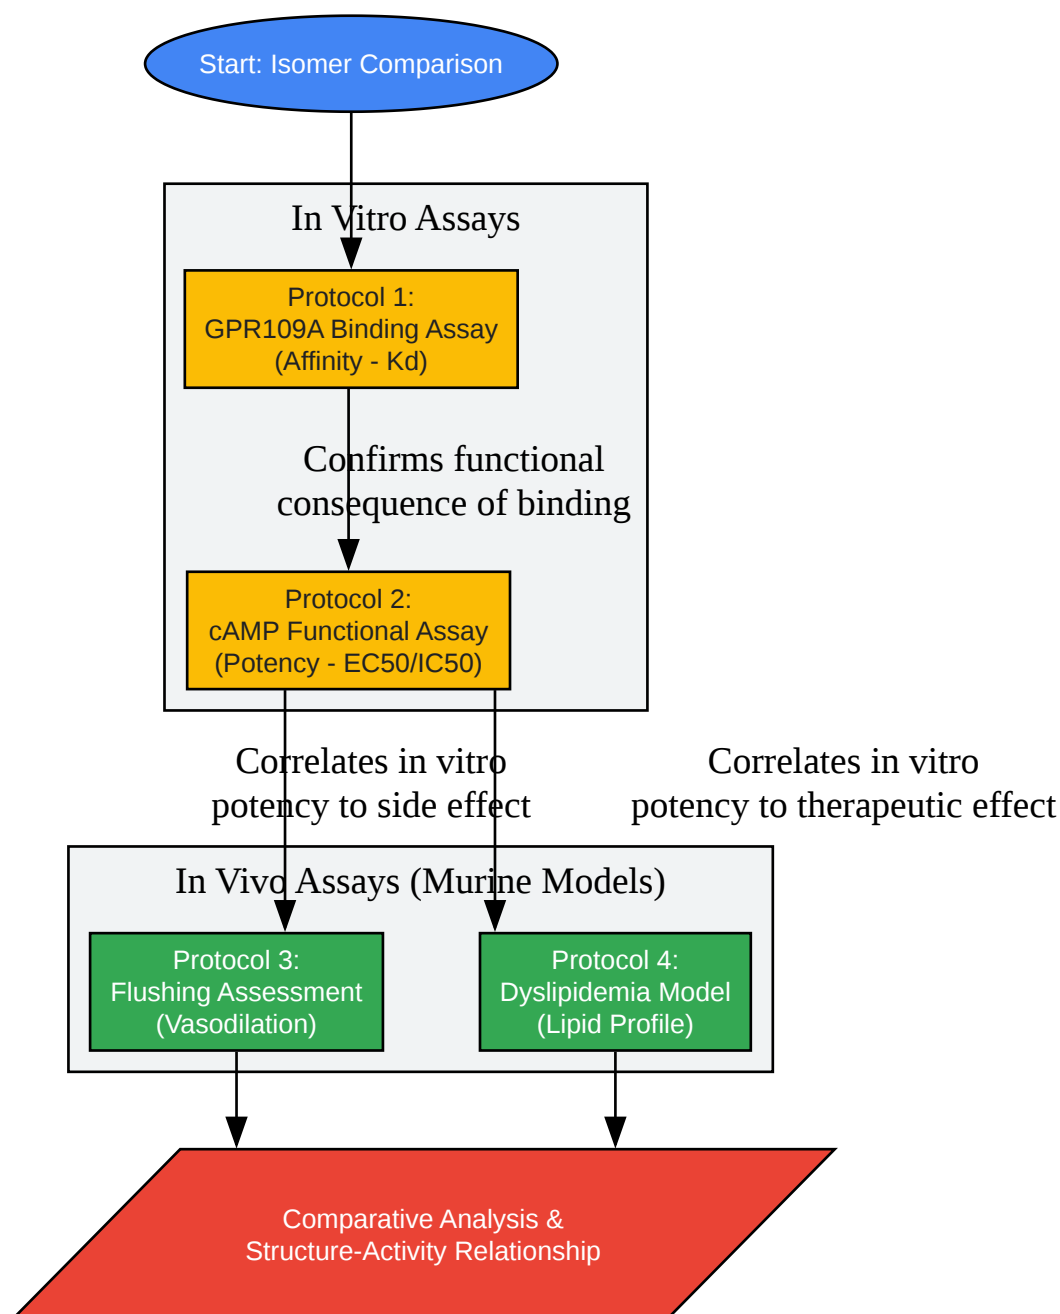 Start: Isomer Comparison
In Vitro Assays
Protocol 1:
GPR109A Binding Assay
(Affinity - Kd)
Confirms functional
consequence of binding
Protocol 2:
cAMP Functional Assay
(Potency - EC50/IC50)
Correlates in vitro
potency to side effect
Correlates in vitro
potency to therapeutic effect
In Vivo Assays (Murine Models)
Protocol 3:
Flushing Assessment
(Vasodilation)
Protocol 4:
Dyslipidemia Model
(Lipid Profile)
Comparative Analysis &
Structure-Activity Relationship